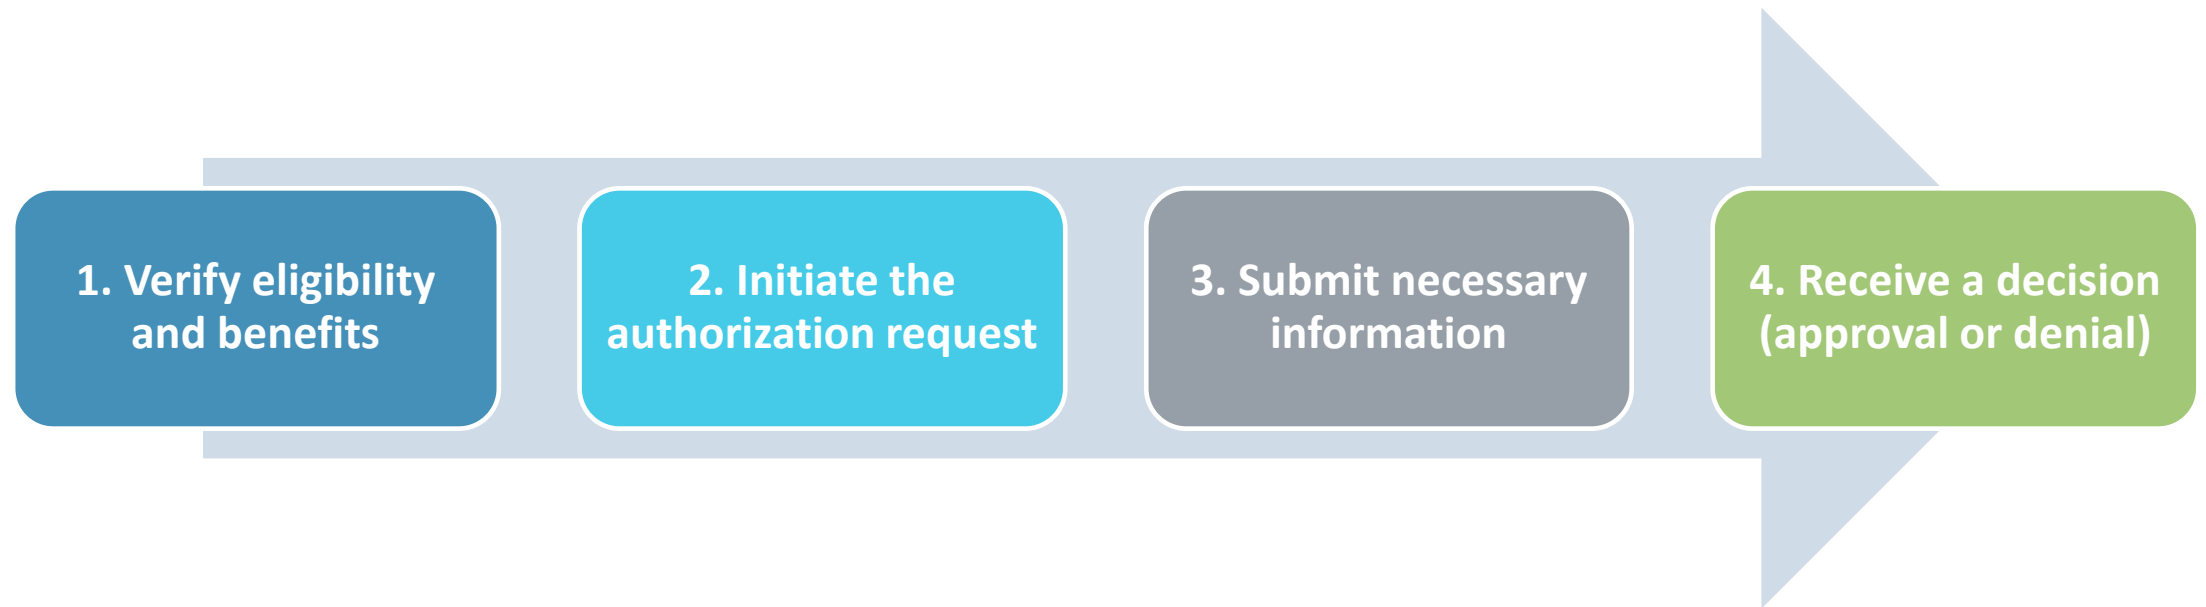 1. Verify eligibility
and benefits
2. Initiate the
authorization request
3. Submit necessary
information
4. Receive a decision
(approval or denial)